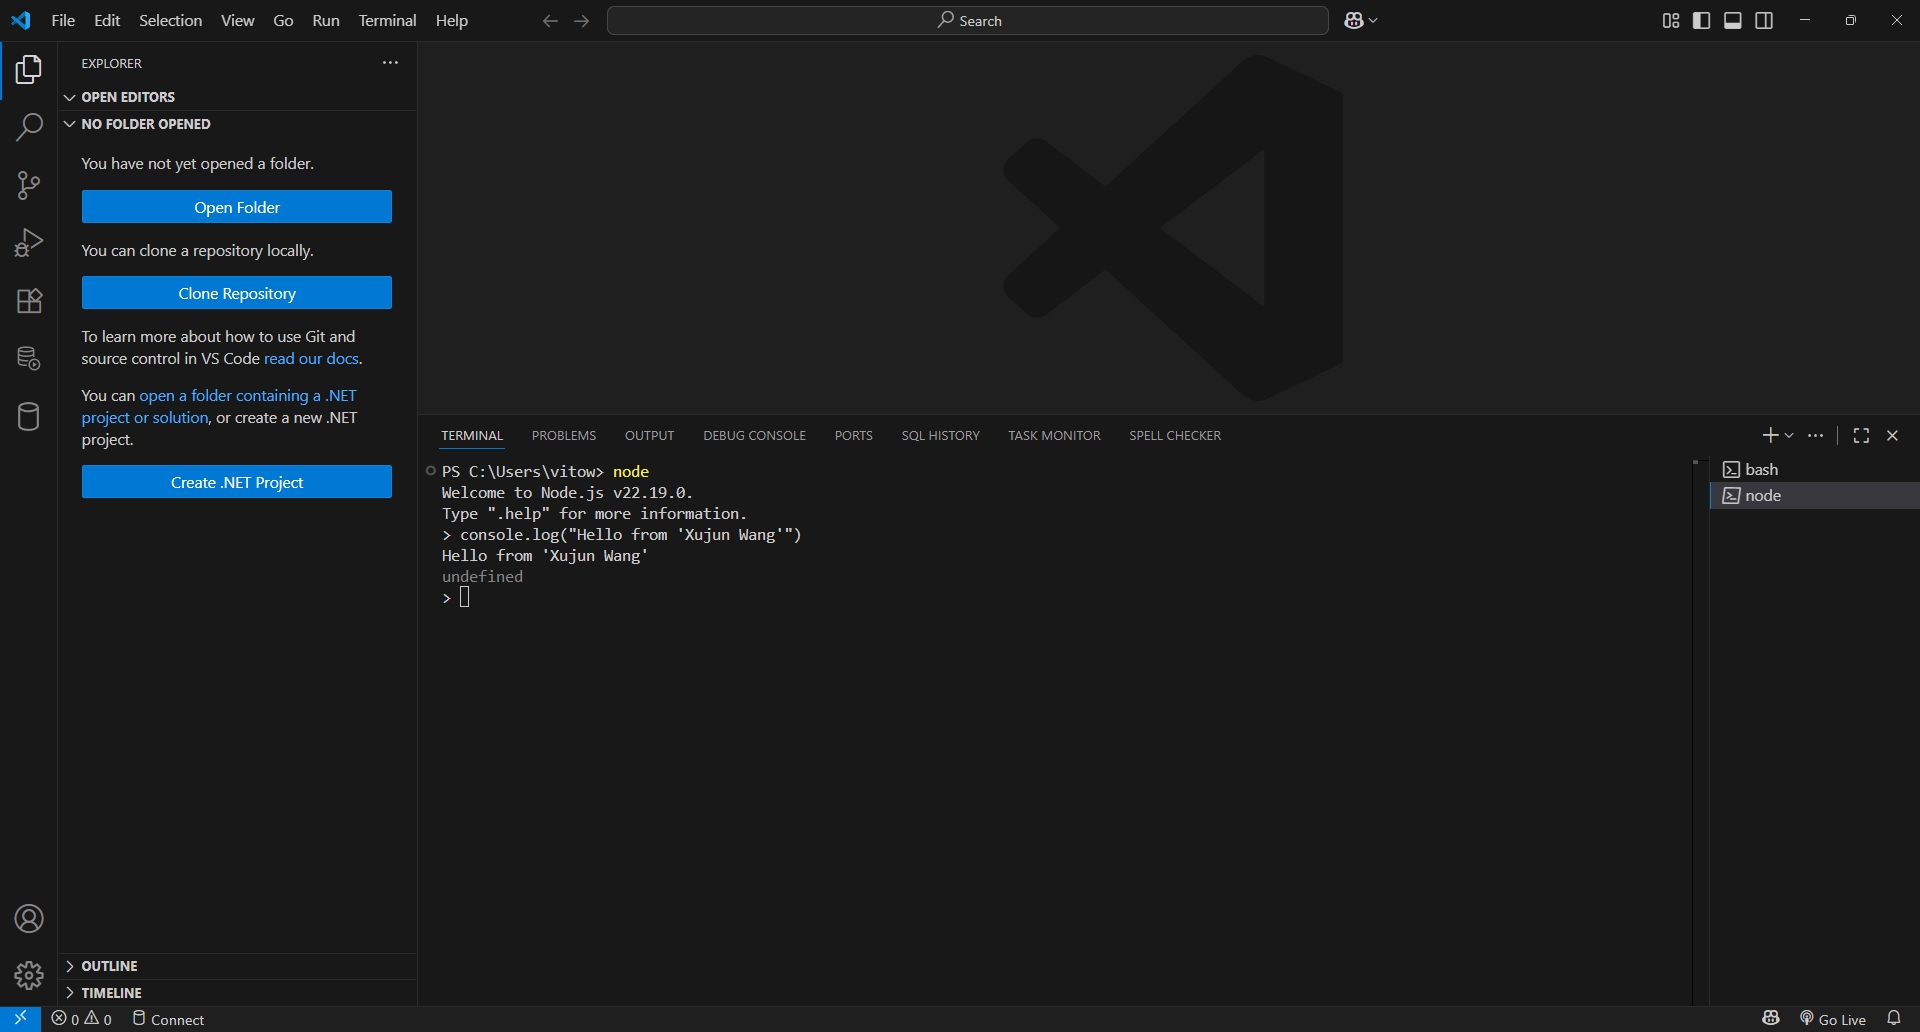 File Edit Selection View Go Run Terminal Help
Search
EXPLORER
OPEN EDITORS
NO FOLDER OPENED
You have not yet opened a folder.
Open Folder
You can clone a repository locally.
Clone Repository
To learn more about how to use Git and
source control in VS Code read our docs.
You can open a folder containing a .NET
project or solution, or create a new .NET
project.
Create .NET Project
OUTLINE
TIMELINE
TERMINAL PROBLEMS OUTPUT DEBUG CONSOLE PORTS SQL HISTORY TASK MONITOR SPELL CHECKER
PS C:\Users\vitow> node
Welcome to Node.js v22.19.0.
Type ".help" for more information.
> console.log("Hello from 'Xujun Wang'")
Hello from 'Xujun Wang'
undefined
>
bash
node
0 0 Connect
Go Live